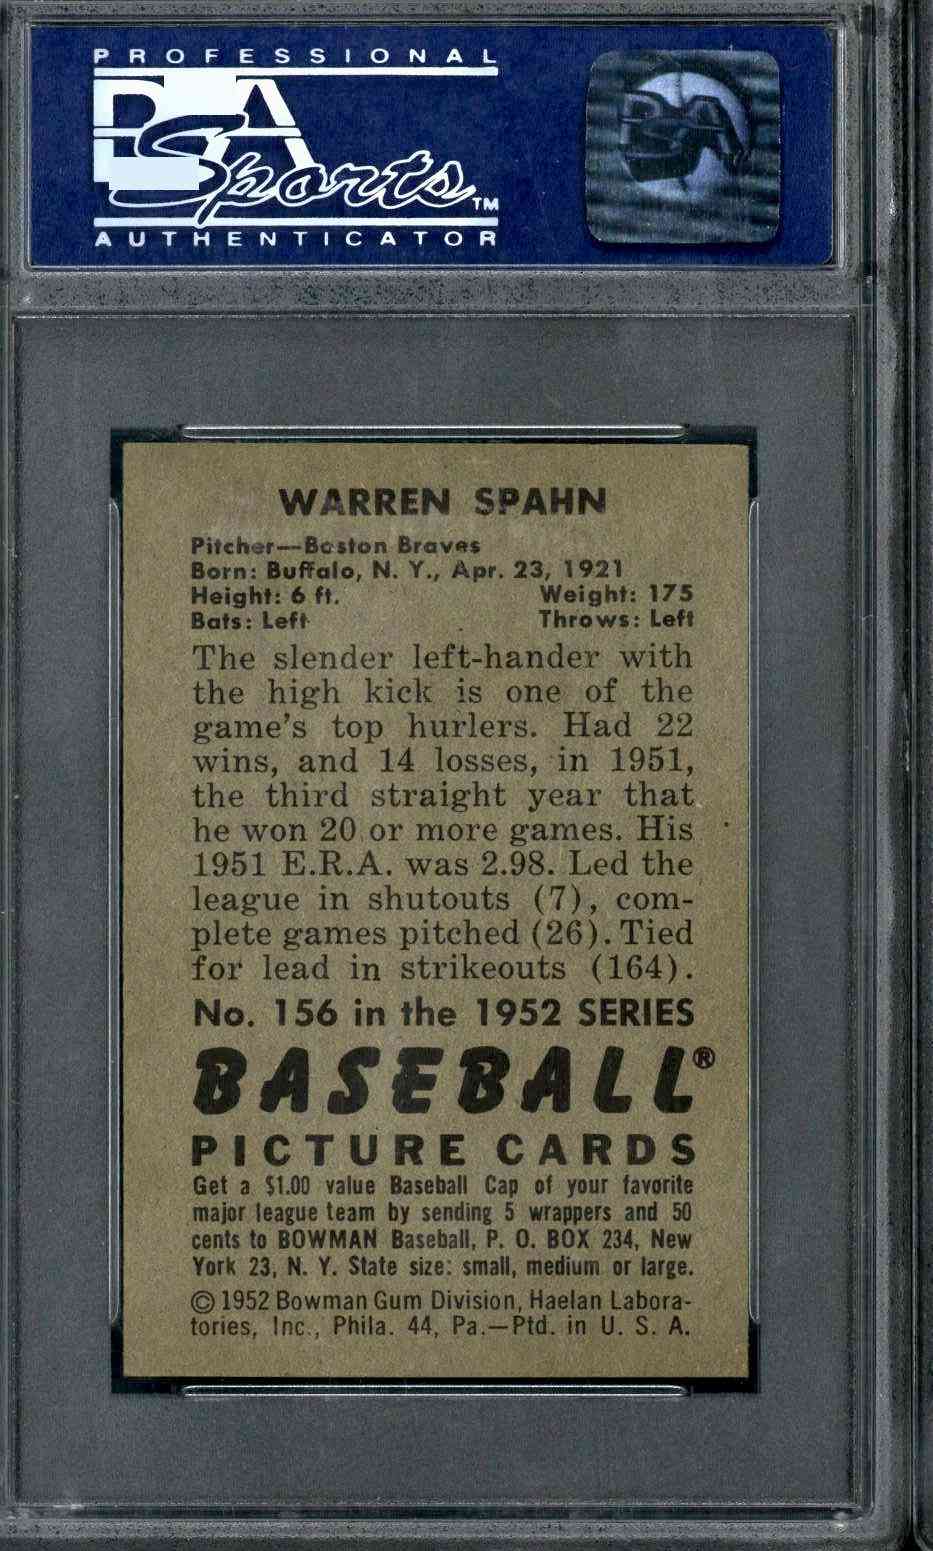 PROFESSIONAL
PSA
Sports™
AUTHENTICATOR
PSA
WARREN SPAHN
Pitcher—Boston Braves
Born: Buffalo, N. Y., Apr. 23, 1921
Height: 6 ft. Weight: 175
Bats: Left Throws: Left
The slender left-hander with
the high kick is one of the
game's top hurlers. Had 22
wins, and 14 losses, in 1951,
the third straight year that
he won 20 or more games. His
1951 E.R.A. was 2.98. Led the
league in shutouts (7), com-
plete games pitched (26). Tied
for lead in strikeouts (164).
No. 156 in the 1952 SERIES
BASEBALL®
PICTURE CARDS
Get a $1.00 value Baseball Cap of your favorite
major league team by sending 5 wrappers and 50
cents to BOWMAN Baseball, P. O. BOX 234, New
York 23, N. Y. State size: small, medium or large.
© 1952 Bowman Gum Division, Haelan Labora-
tories, Inc., Phila. 44, Pa.—Ptd. in U. S. A.